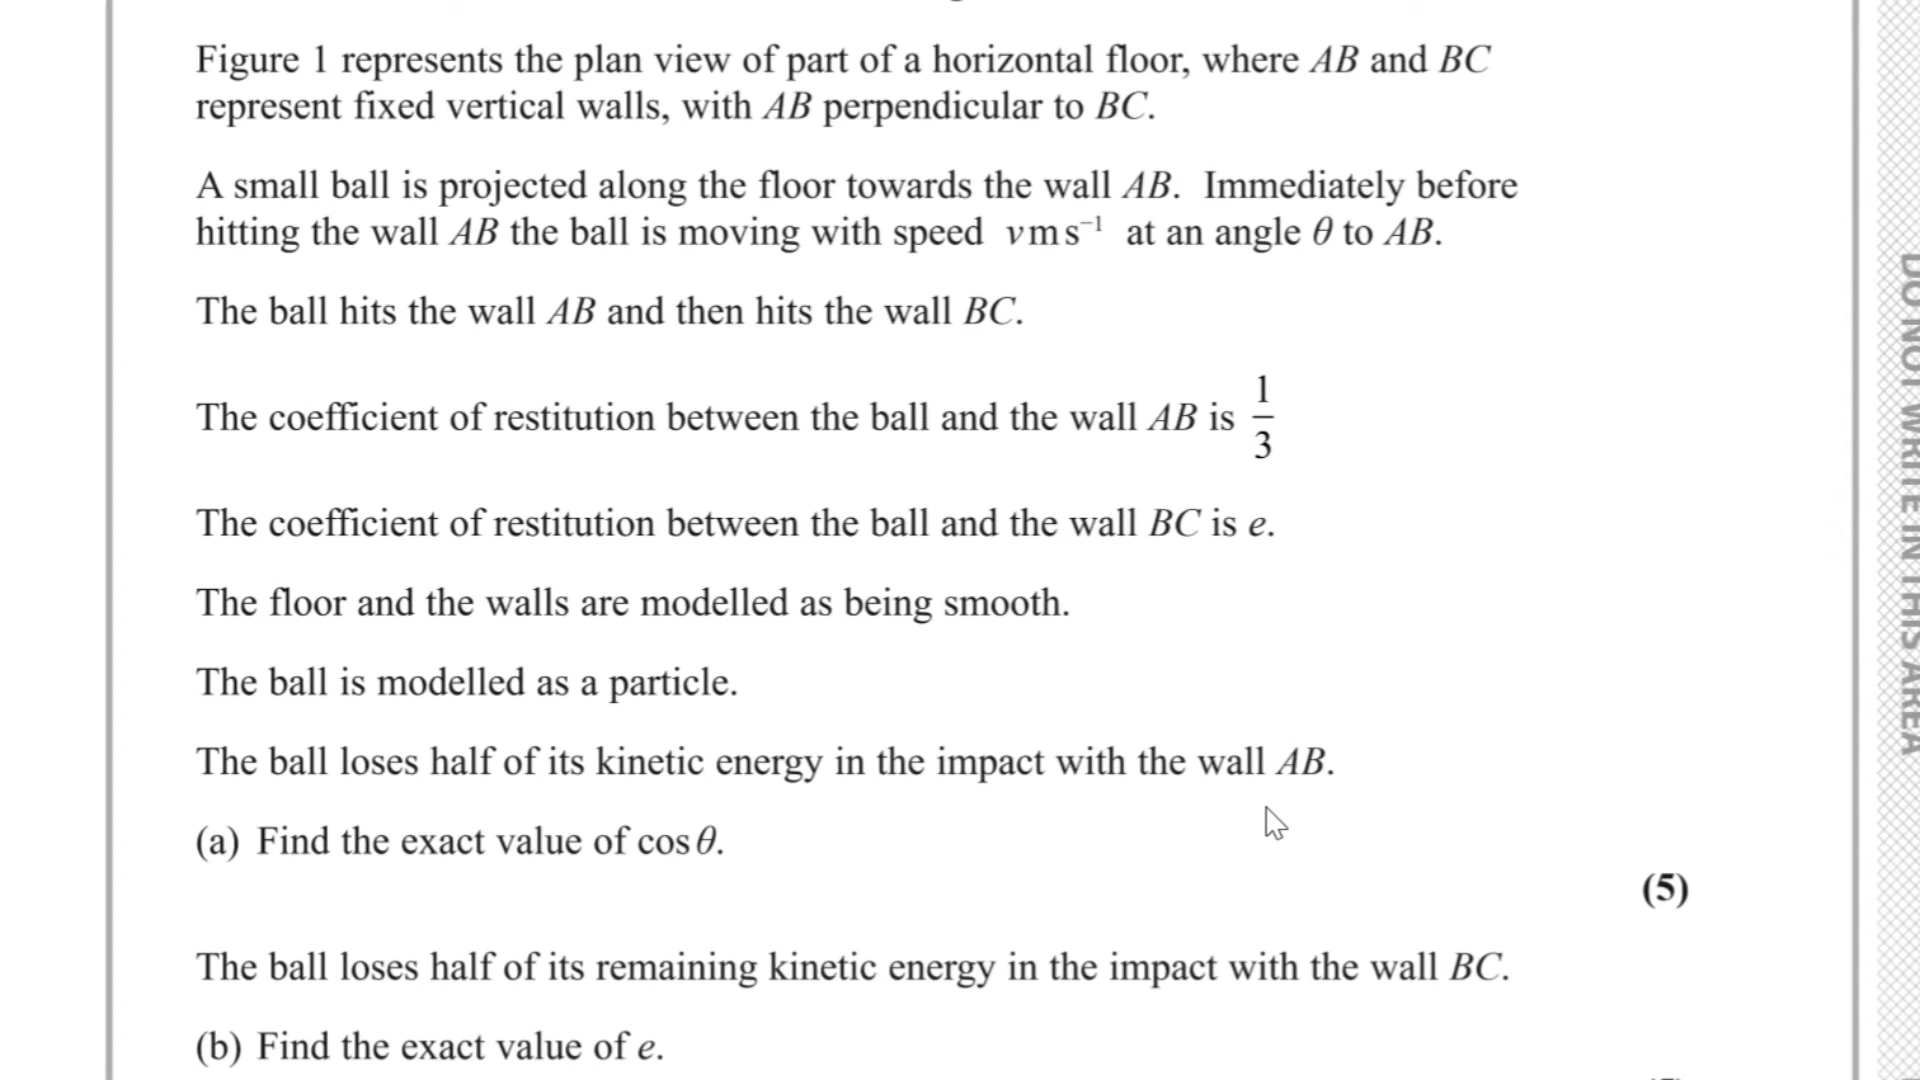 Figure 1 represents the plan view of part of a horizontal floor, where AB and BC
represent fixed vertical walls, with AB perpendicular to BC.
A small ball is projected along the floor towards the wall AB. Immediately before
hitting the wall AB the ball is moving with speed v m s⁻¹ at an angle θ to AB.
The ball hits the wall AB and then hits the wall BC.
The coefficient of restitution between the ball and the wall AB is 1/3
The coefficient of restitution between the ball and the wall BC is e.
The floor and the walls are modelled as being smooth.
The ball is modelled as a particle.
The ball loses half of its kinetic energy in the impact with the wall AB.
(a) Find the exact value of cos θ.
(5)
The ball loses half of its remaining kinetic energy in the impact with the wall BC.
(b) Find the exact value of e.
DO NOT WRITE IN THIS AREA